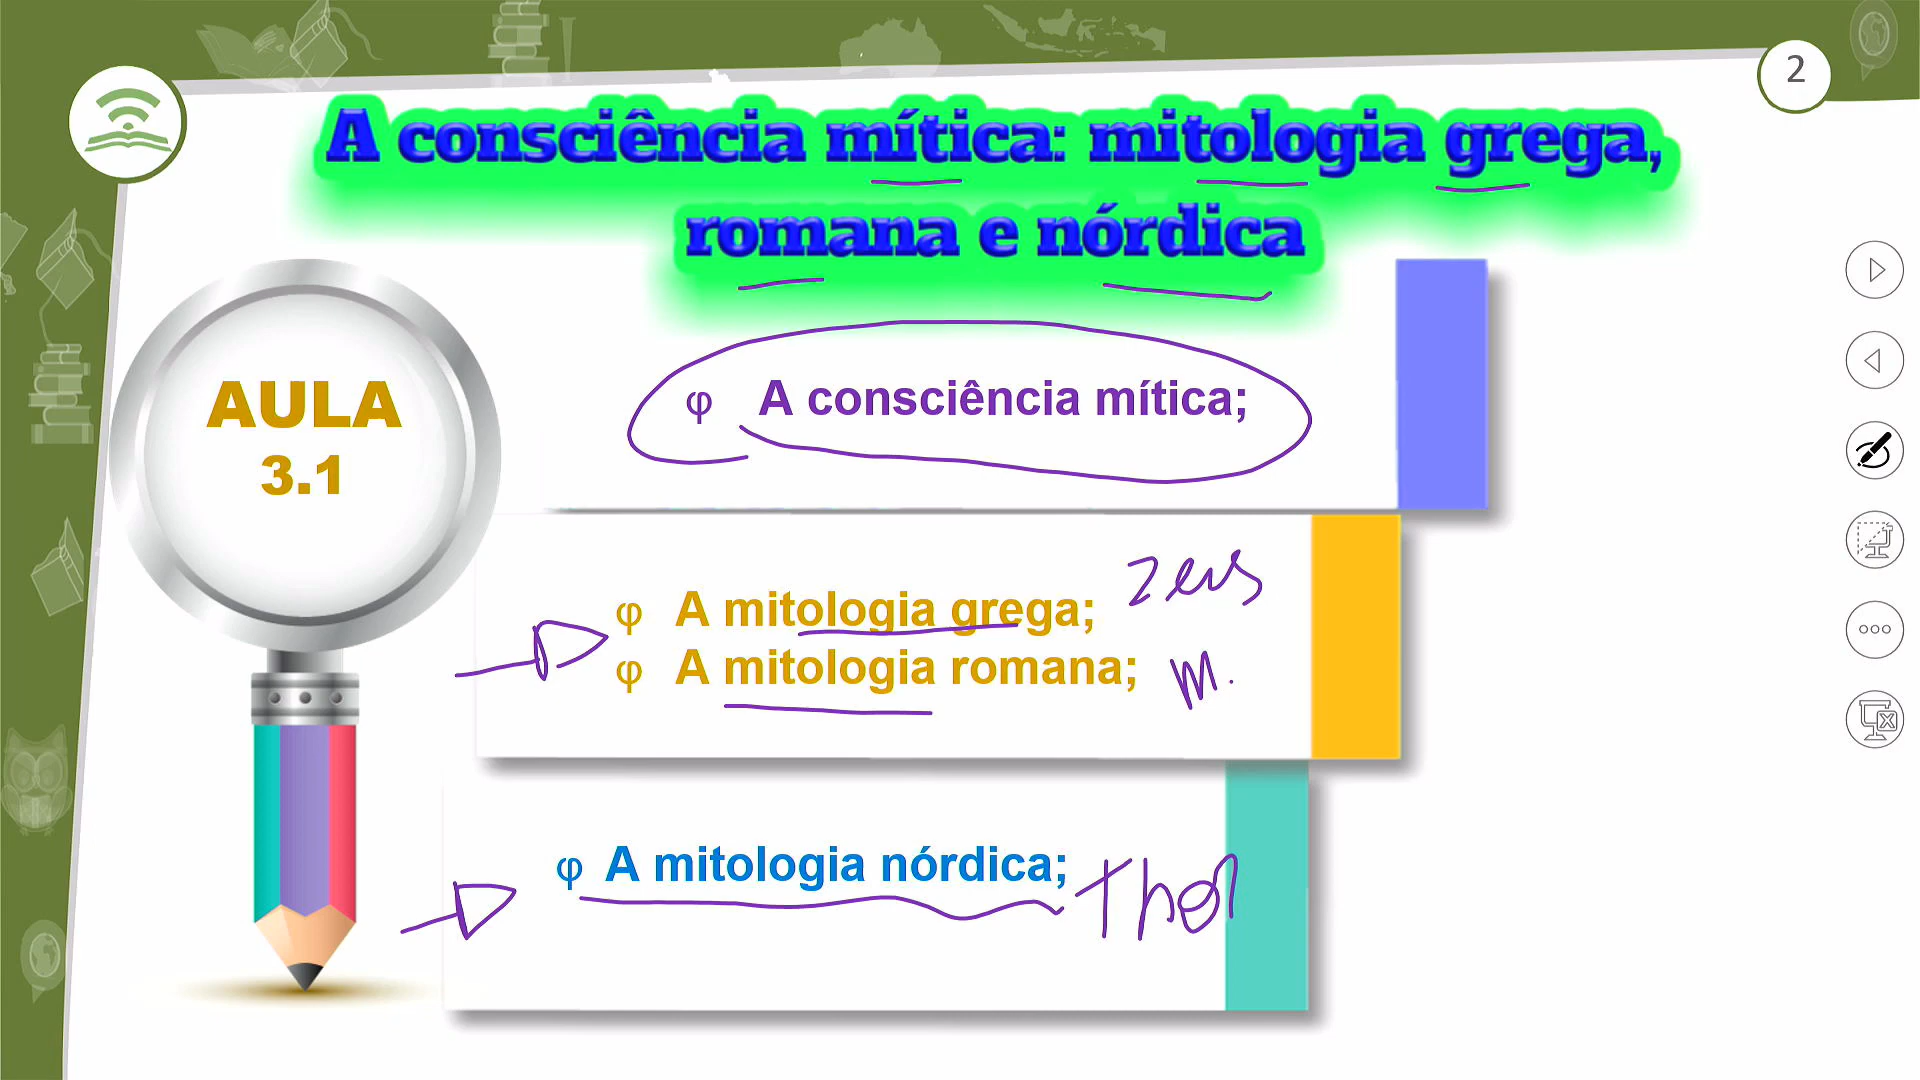 2
A consciência mítica: mitologia grega,
romana e nórdica
AULA
3.1
φ A consciência mítica;
φ A mitologia grega; Zeus
φ A mitologia romana; M.
φ A mitologia nórdica; Thor